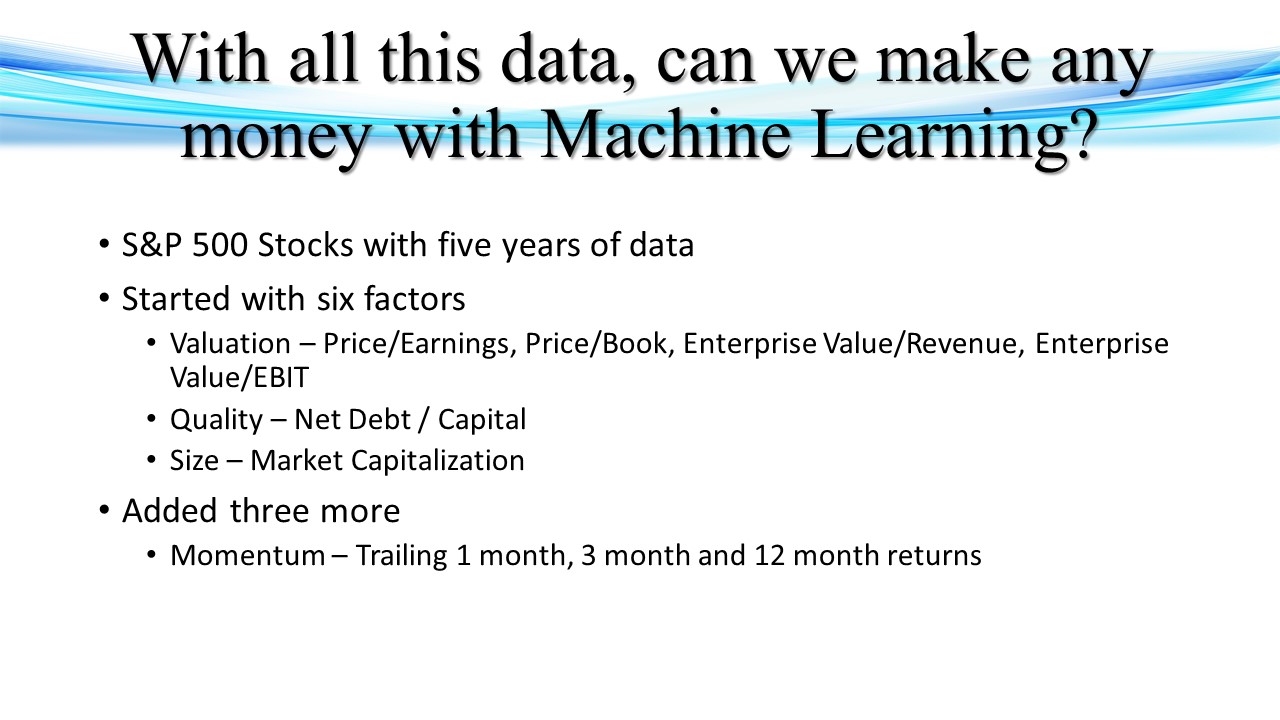 With all this data, can we make any
money with Machine Learning?
• S&P 500 Stocks with five years of data
• Started with six factors
• Valuation – Price/Earnings, Price/Book, Enterprise Value/Revenue, Enterprise
Value/EBIT
• Quality – Net Debt / Capital
• Size – Market Capitalization
• Added three more
• Momentum – Trailing 1 month, 3 month and 12 month returns